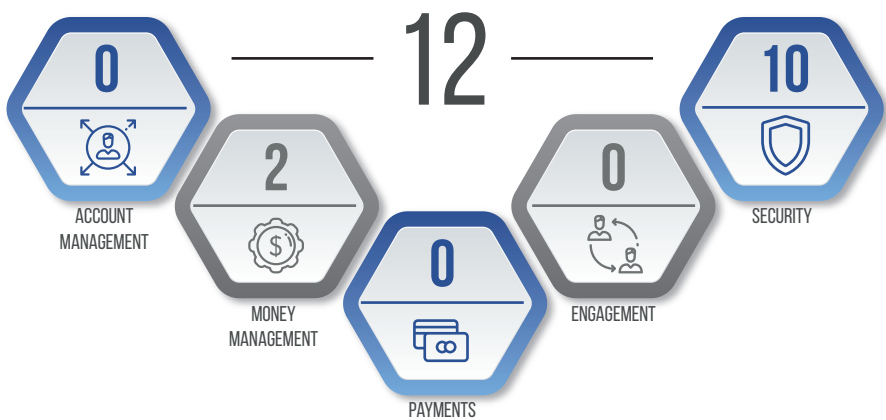 12
0
ACCOUNT
MANAGEMENT
2
$
MONEY
MANAGEMENT
0
PAYMENTS
0
ENGAGEMENT
10
SECURITY